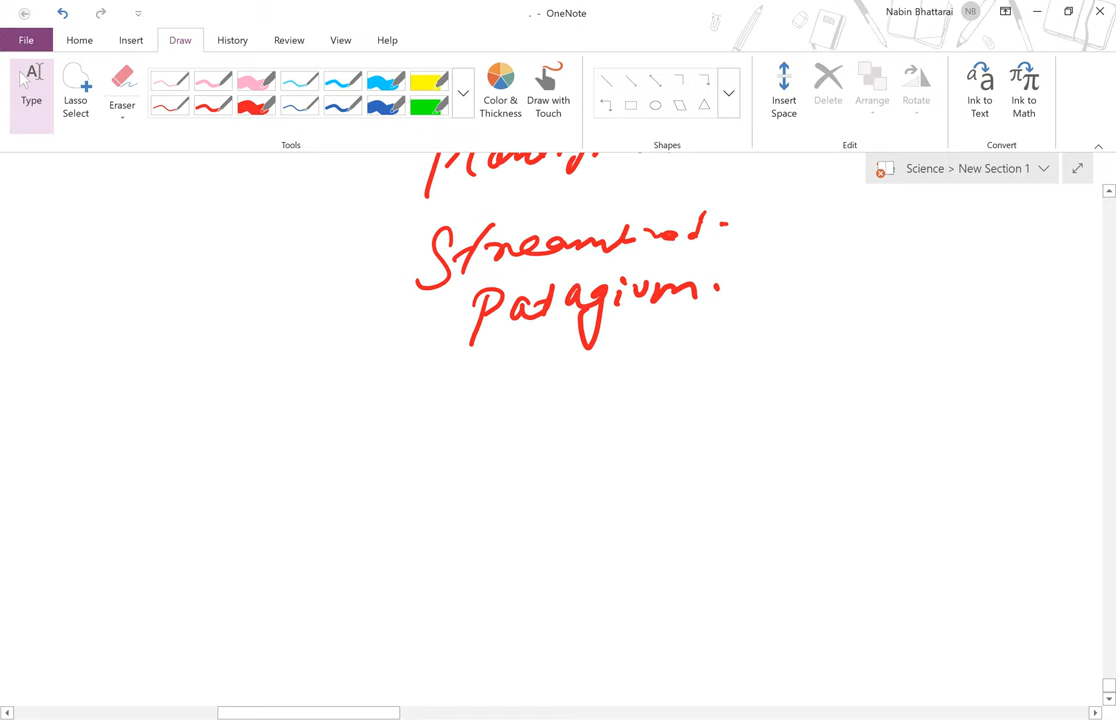 . - OneNote
Nabin Bhattarai NB
File Home Insert Draw History Review View Help
Type
Lasso Select
Eraser
Color & Thickness
Draw with Touch
Insert Space
Delete
Arrange
Rotate
Ink to Text
Ink to Math
Tools
Shapes
Edit
Convert
Science > New Section 1
Streamlined.
Patagium.